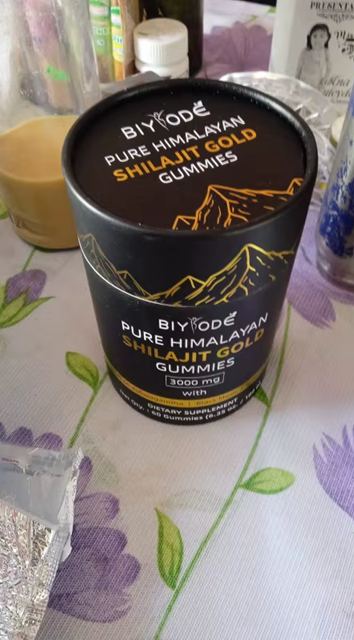 BIYODE
PURE HIMALAYAN
SHILAJIT GOLD
GUMMIES
BIYODE
PURE HIMALAYAN
SHILAJIT GOLD
GUMMIES
3000 mg
with
DIETARY SUPPLEMENT
60 Gummies
PRESENTA